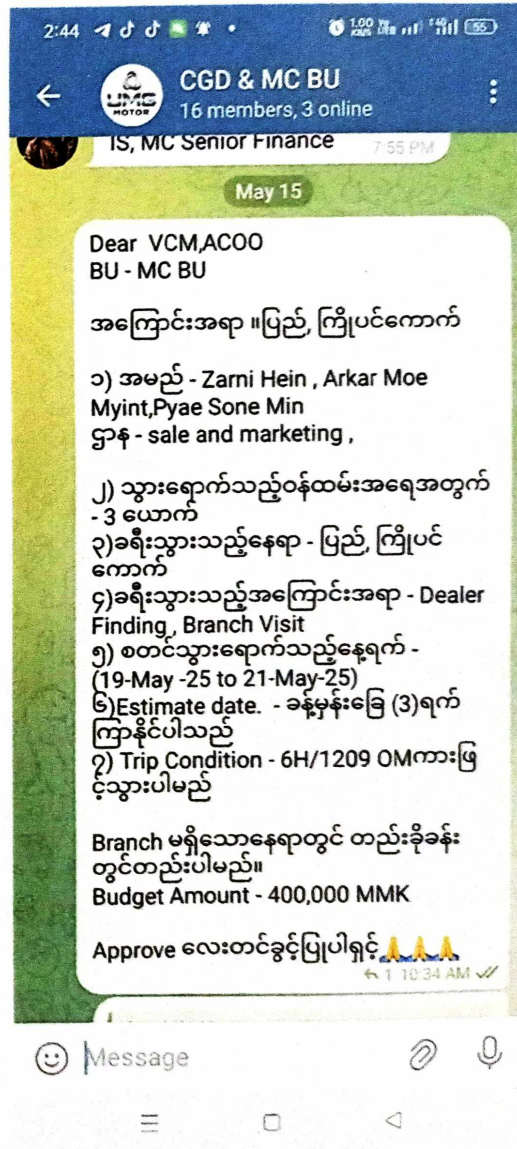 2:44
1.00
55
UMG
MOTOR
CGD & MC BU
16 members, 3 online
IS, MC Senior Finance
7:55 PM
May 15
Dear VCM,ACOO
BU - MC BU
အကြောင်းအရာ ။ပြည်, ကြိုပင်ကောက်
၁) အမည် - Zarni Hein , Arkar Moe
Myint,Pyae Sone Min
ဌာန - sale and marketing ,
၂) သွားရောက်သည့်ဝန်ထမ်းအရေအတွက်
- 3 ယောက်
၃)ခရီးသွားသည့်နေရာ - ပြည်, ကြိုပင်
ကောက်
၄)ခရီးသွားသည့်အကြောင်းအရာ - Dealer
Finding , Branch Visit
၅) စတင်သွားရောက်သည့်နေ့ရက် -
(19-May -25 to 21-May-25)
၆)Estimate date. - ခန့်မှန်းခြေ (3)ရက်
ကြာနိုင်ပါသည်
၇) Trip Condition - 6H/1209 OMကားဖြ
င့်သွားပါမည်
Branch မရှိသောနေရာတွင် တည်းခိုခန်း
တွင်တည်းပါမည်။
Budget Amount - 400,000 MMK
Approve လေးတင်ခွင့်ပြုပါရှင့်🙏🙏🙏
1 10:34 AM
Message